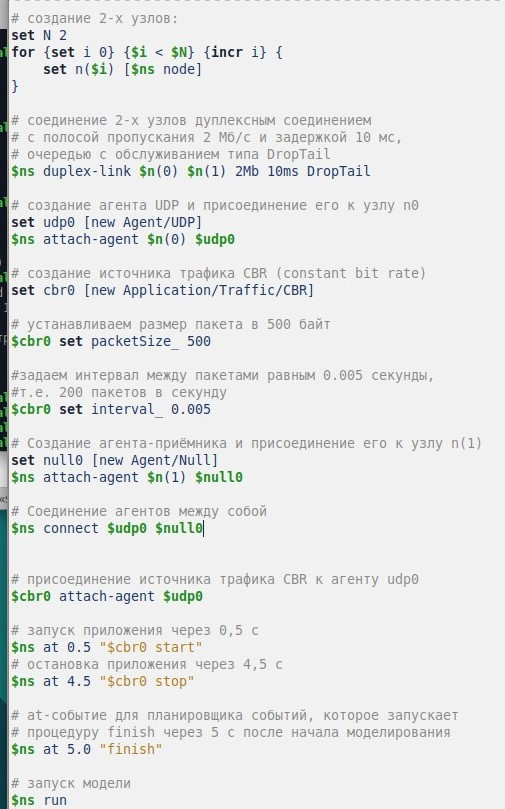 # создание 2-х узлов:
set N 2
for {set i 0} {$i < $N} {incr i} {
    set n($i) [$ns node]
}
# соединение 2-х узлов дуплексным соединением
# с полосой пропускания 2 Мб/с и задержкой 10 мс,
# очередью с обслуживанием типа DropTail
$ns duplex-link $n(0) $n(1) 2Mb 10ms DropTail
# создание агента UDP и присоединение его к узлу n0
set udp0 [new Agent/UDP]
$ns attach-agent $n(0) $udp0
# создание источника трафика CBR (constant bit rate)
set cbr0 [new Application/Traffic/CBR]
# устанавливаем размер пакета в 500 байт
$cbr0 set packetSize_ 500
#задаем интервал между пакетами равным 0.005 секунды,
#т.е. 200 пакетов в секунду
$cbr0 set interval_ 0.005
# Создание агента-приёмника и присоединение его к узлу n(1)
set null0 [new Agent/Null]
$ns attach-agent $n(1) $null0
# Соединение агентов между собой
$ns connect $udp0 $null0
# присоединение источника трафика CBR к агенту udp0
$cbr0 attach-agent $udp0
# запуск приложения через 0,5 с
$ns at 0.5 "$cbr0 start"
# остановка приложения через 4,5 с
$ns at 4.5 "$cbr0 stop"
# at-событие для планировщика событий, которое запускает
# процедуру finish через 5 с после начала моделирования
$ns at 5.0 "finish"
# запуск модели
$ns run